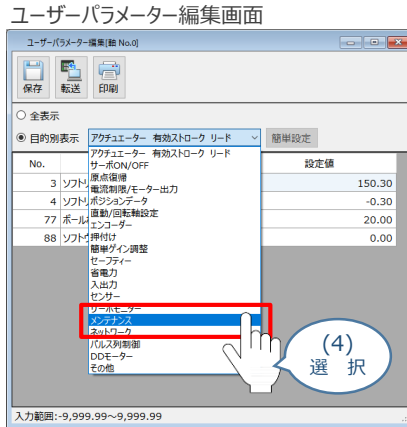 ユーザーパラメーター編集画面
ユーザーパラメーター編集[軸 No.0]
保存 転送 印刷
全表示
目的別表示 アクチュエーター 有効ストローク リード 簡単設定
No. 設定値
3 ソフトリ 150.30
4 ソフトリ -0.30
77 ボールね 20.00
88 ソフトウ 0.00
アクチュエーター 有効ストローク リード
サーボON/OFF
原点復帰
電流制限/モーター出力
ポジションデータ
直動/回転軸設定
エンコーダー
押付け
簡単ゲイン調整
セーフティー
省電力
入出力
センサー
サーボモニター
メンテナンス
ネットワーク
パルス列制御
DDモーター
その他
(4)
選 択
入力範囲:-9,999.99~9,999.99